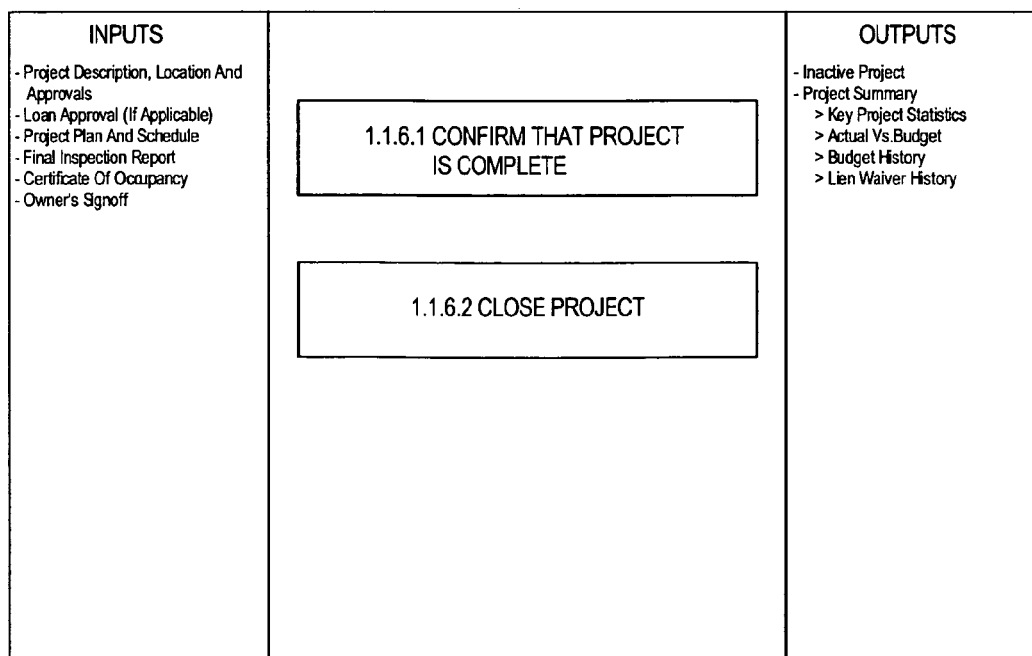 INPUTS
- Project Description, Location And
Approvals
- Loan Approval (If Applicable)
- Project Plan And Schedule
- Final Inspection Report
- Certificate Of Occupancy
- Owner's Signoff
1.1.6.1 CONFIRM THAT PROJECT
IS COMPLETE
1.1.6.2 CLOSE PROJECT
OUTPUTS
- Inactive Project
- Project Summary
> Key Project Statistics
> Actual Vs.Budget
> Budget History
> Lien Waiver History